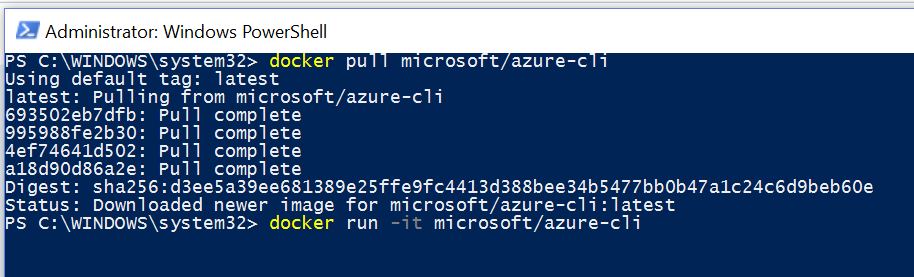 Administrator: Windows PowerShell
PS C:\WINDOWS\system32> docker pull microsoft/azure-cli
Using default tag: latest
latest: Pulling from microsoft/azure-cli
693502eb7dfb: Pull complete
995988fe2b30: Pull complete
4ef74641d502: Pull complete
a18d90d86a2e: Pull complete
Digest: sha256:d3ee5a39ee681389e25ffe9fc4413d388bee34b5477bb0b47a1c24c6d9beb60e
Status: Downloaded newer image for microsoft/azure-cli:latest
PS C:\WINDOWS\system32> docker run -it microsoft/azure-cli